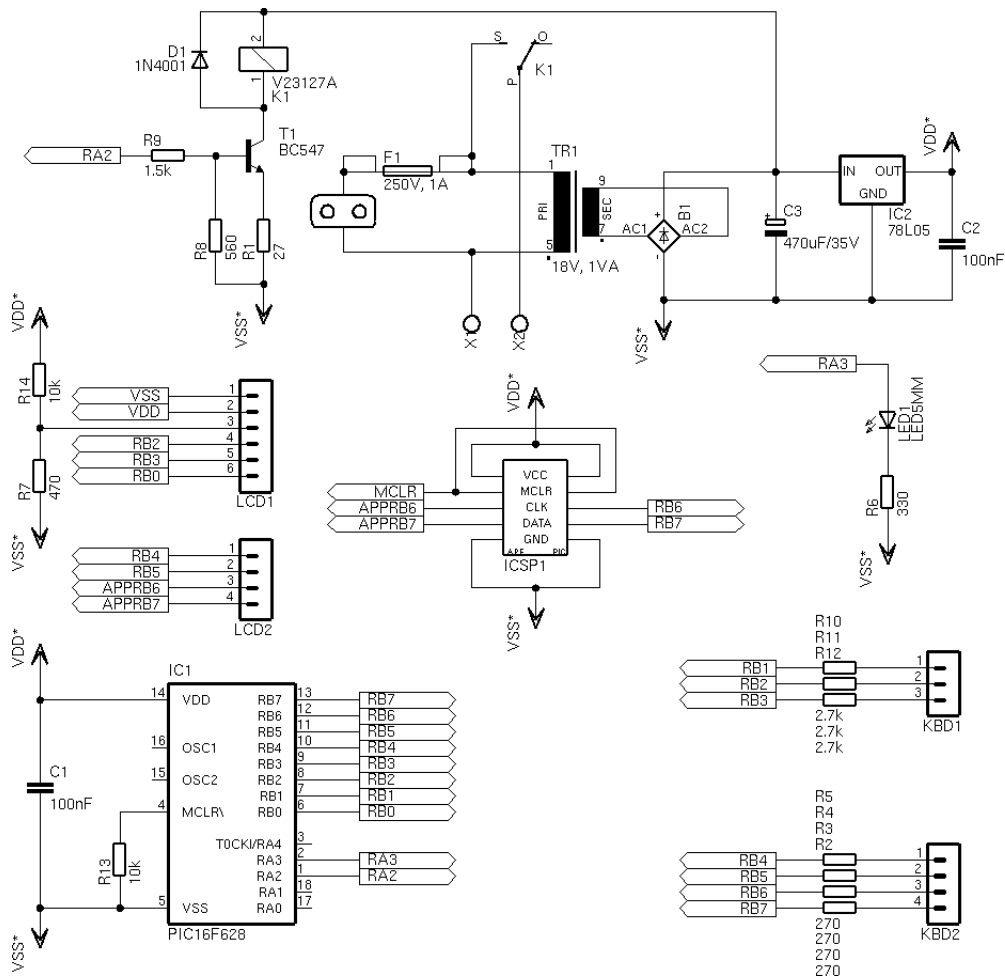 2
D1
1N4001
1
V23127A
K1
S
O
P
K1
RA2
R9
1.5k
T1
BC547
R8
560
R1
27
VSS*
F1
250V, 1A
TR1
1
PRI
5
9
SEC
7
18V, 1VA
AC1
+
B1
AC2
-
VSS*
X1
X2
+
C3
470uF/35V
IN
OUT
GND
IC2
78L05
VDD*
C2
100nF
VDD*
R14
10k
R7
470
VSS*
VSS 1
VDD 2
3
RB2 4
RB3 5
RB0 6
LCD1
RB4 1
RB5 2
APPRB6 3
APPRB7 4
LCD2
VDD*
VCC
MCLR MCLR
APPRB6 CLK RB6
APPRB7 DATA RB7
GND
APF PIC
ICSP1
VSS*
RA3
LED1
LED5MM
R6
330
VSS*
VDD*
C1
100nF
R13
10k
VSS*
IC1
14 VDD RB7 13 RB7
RB6 12 RB6
RB5 11 RB5
16 OSC1 RB4 10 RB4
RB3 9 RB3
15 OSC2 RB2 8 RB2
RB1 7 RB1
4 MCLR\ RB0 6 RB0
T0CKI/RA4 3
RA3 2 RA3
RA2 1 RA2
RA1 18
5 VSS RA0 17
PIC16F628
R10
R11
R12
RB1 1
RB2 2
RB3 3
2.7k
2.7k
2.7k
KBD1
R5
R4
R3
R2
RB4 1
RB5 2
RB6 3
RB7 4
270
270
270
270
KBD2